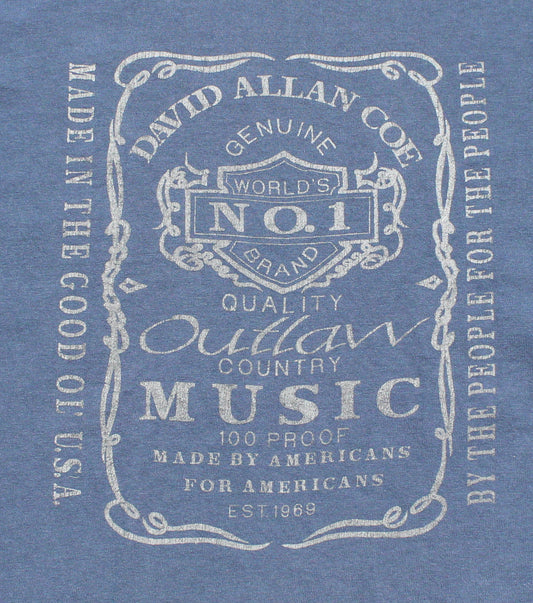 DAVID ALLAN COE
GENUINE
WORLD'S
NO.1
BRAND
QUALITY
Outlaw
COUNTRY
MUSIC
100 PROOF
MADE BY AMERICANS
FOR AMERICANS
EST.1969
MADE IN THE GOOD OL' U.S.A.
BY THE PEOPLE FOR THE PEOPLE